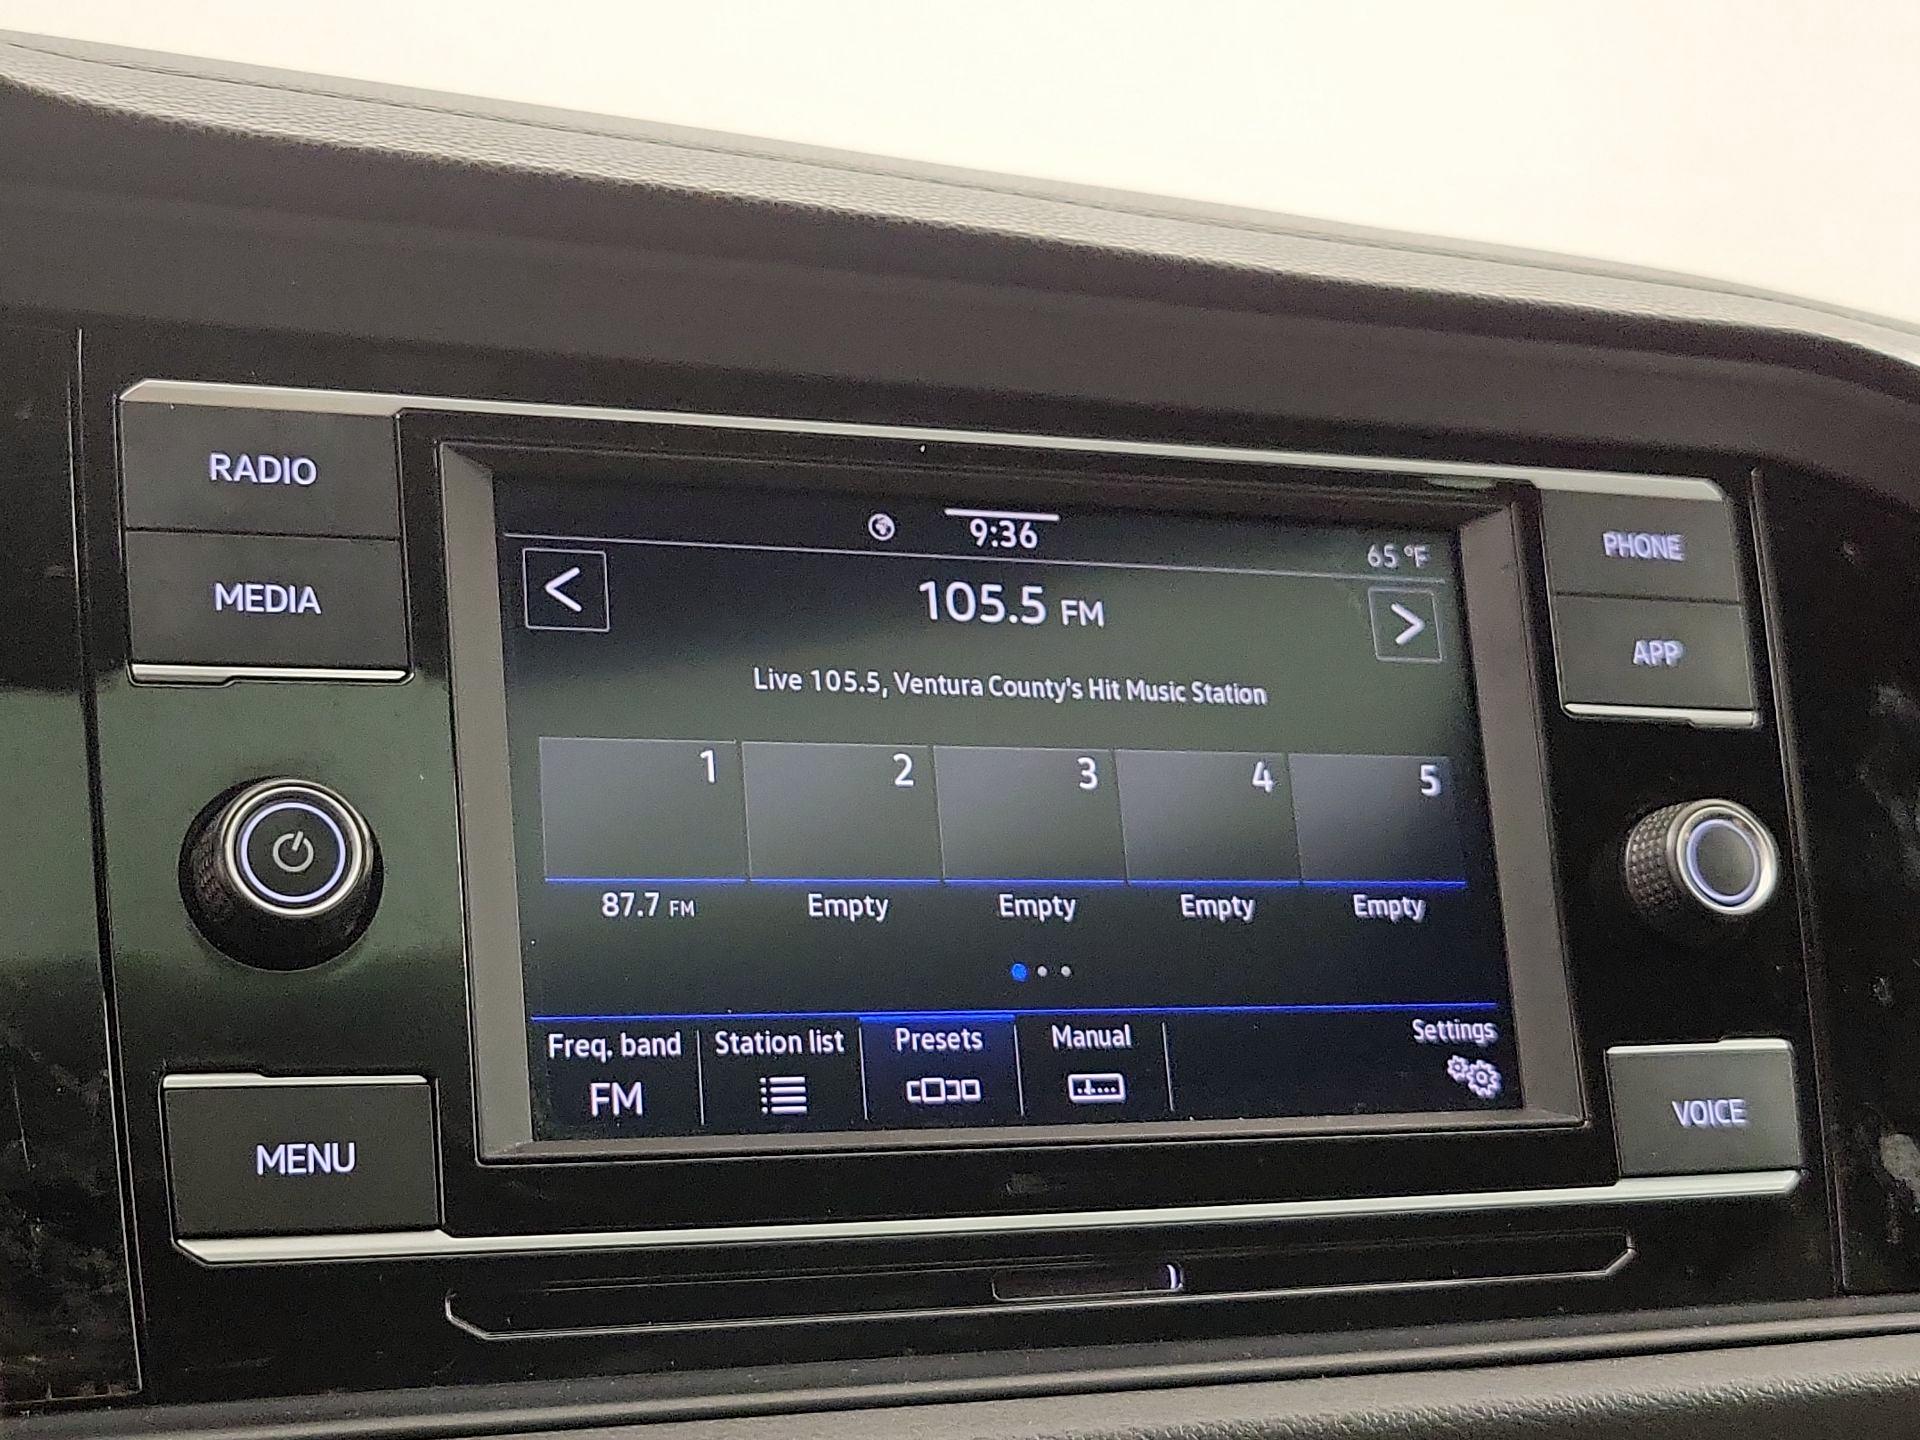 RADIO
MEDIA
MENU
9:36
65 °F
<
105.5 FM
>
Live 105.5, Ventura County's Hit Music Station
1 2 3 4 5
87.7 FM Empty Empty Empty Empty
Freq. band Station list Presets Manual Settings
FM
PHONE
APP
VOICE